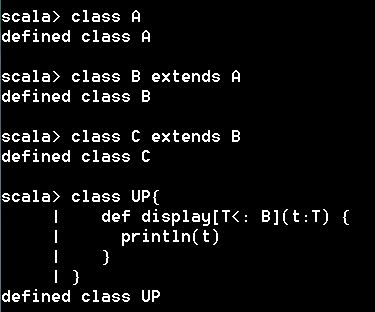 scala> class A
defined class A
scala> class B extends A
defined class B
scala> class C extends B
defined class C
scala> class UP{
     |    def display[T<: B](t:T) {
     |      println(t)
     |    }
     | }
defined class UP